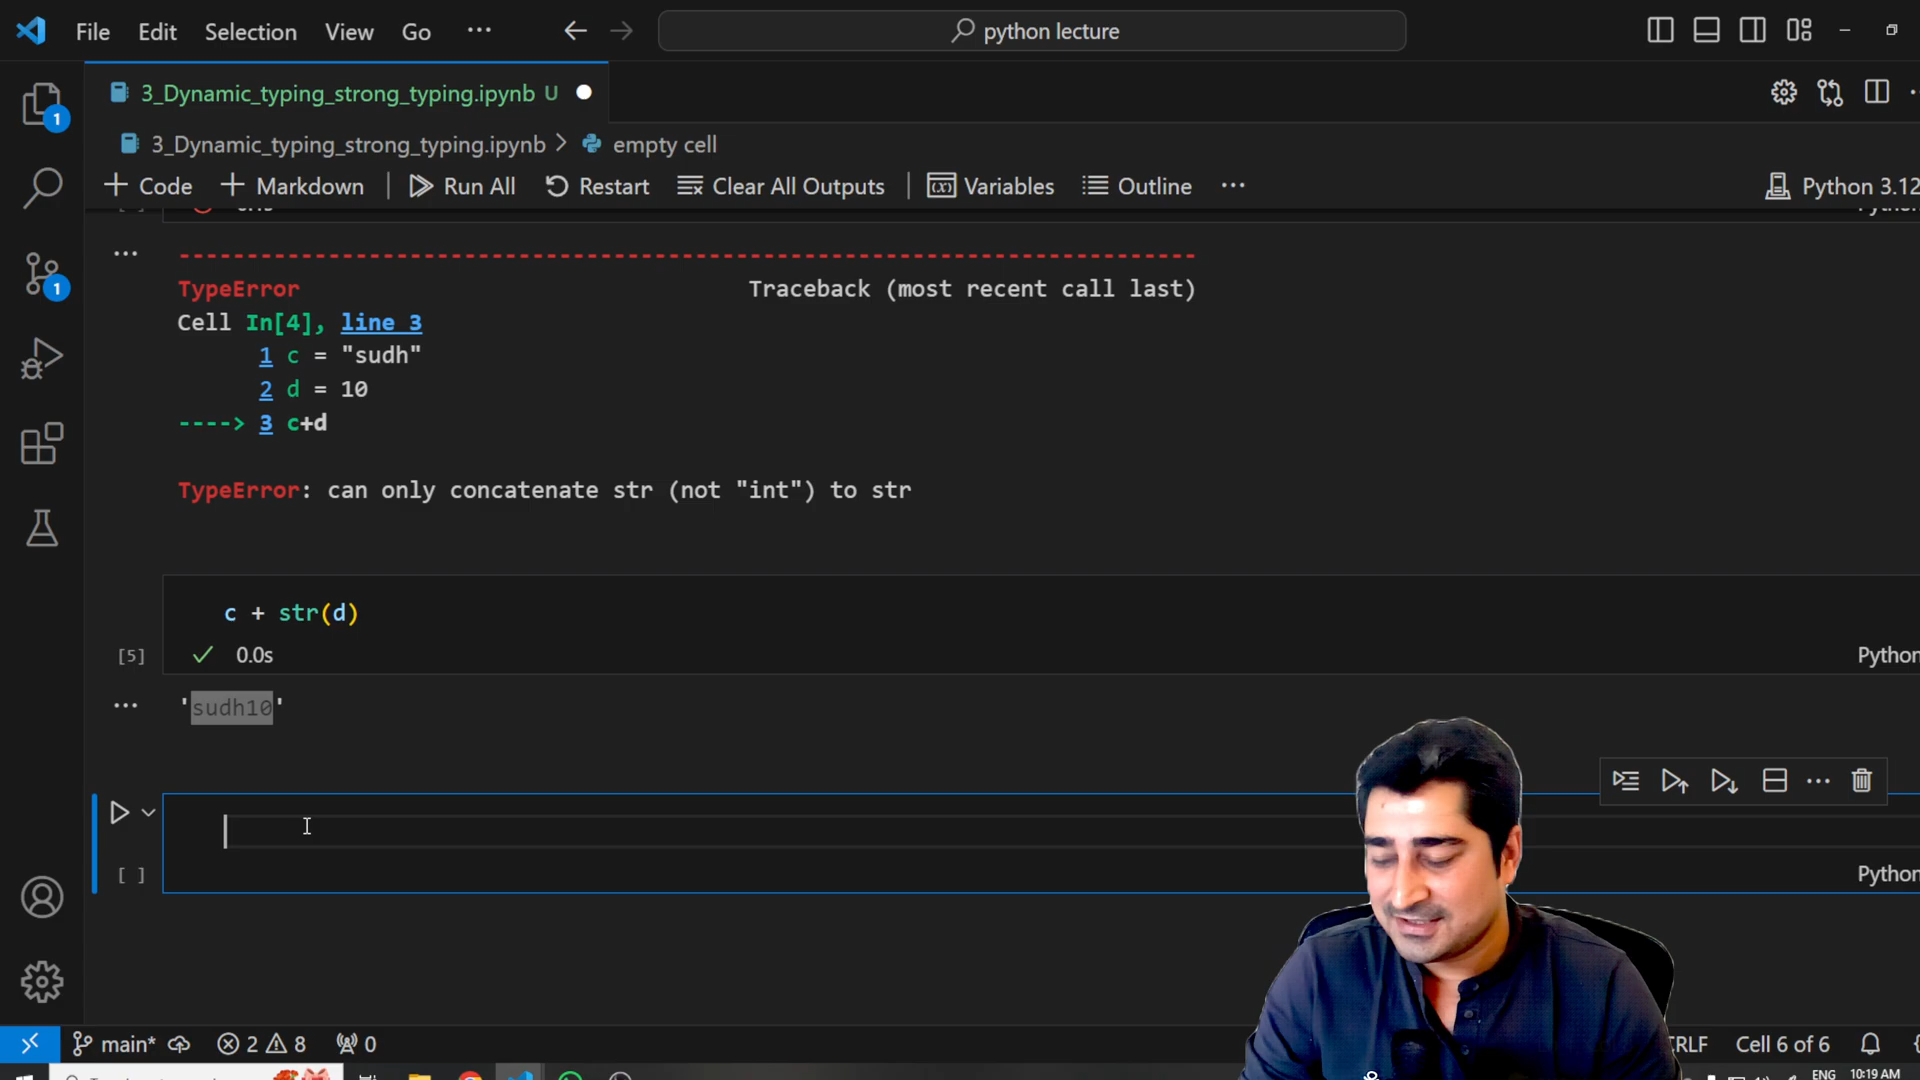 File Edit Selection View Go ... python lecture
1
3_Dynamic_typing_strong_typing.ipynb U
3_Dynamic_typing_strong_typing.ipynb > empty cell
+ Code + Markdown | Run All Restart Clear All Outputs | Variables Outline ... Python 3.12
--------------------------------------------------------------------------
TypeError Traceback (most recent call last)
Cell In[4], line 3
1 c = "sudh"
2 d = 10
----> 3 c+d
1
TypeError: can only concatenate str (not "int") to str
c + str(d)
[5] 0.0s Python
'sudh10'
[ ] Python
main* 2 8 0 CRLF Cell 6 of 6
ENG 10:19 AM